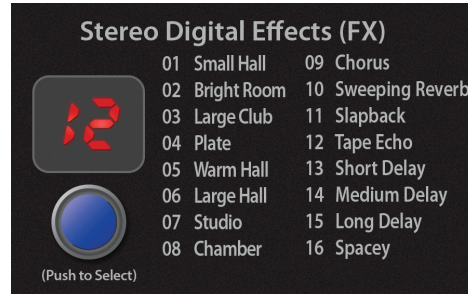 Stereo Digital Effects (FX)
12
01 Small Hall
02 Bright Room
03 Large Club
04 Plate
05 Warm Hall
06 Large Hall
07 Studio
08 Chamber
09 Chorus
10 Sweeping Reverb
11 Slapback
12 Tape Echo
13 Short Delay
14 Medium Delay
15 Long Delay
16 Spacey
(Push to Select)